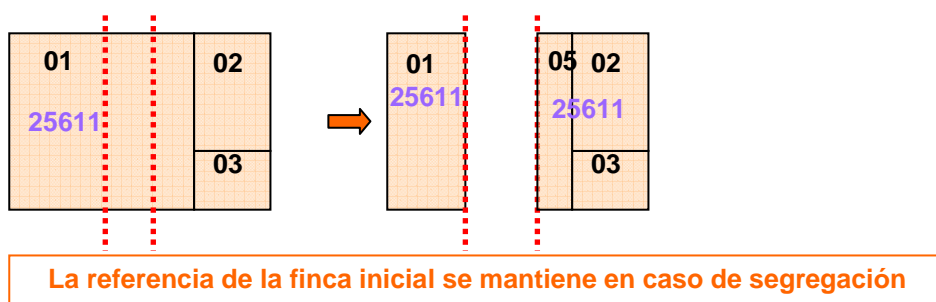 01 02 01 05 02
25611 25611 25611
03 03
La referencia de la finca inicial se mantiene en caso de segregación